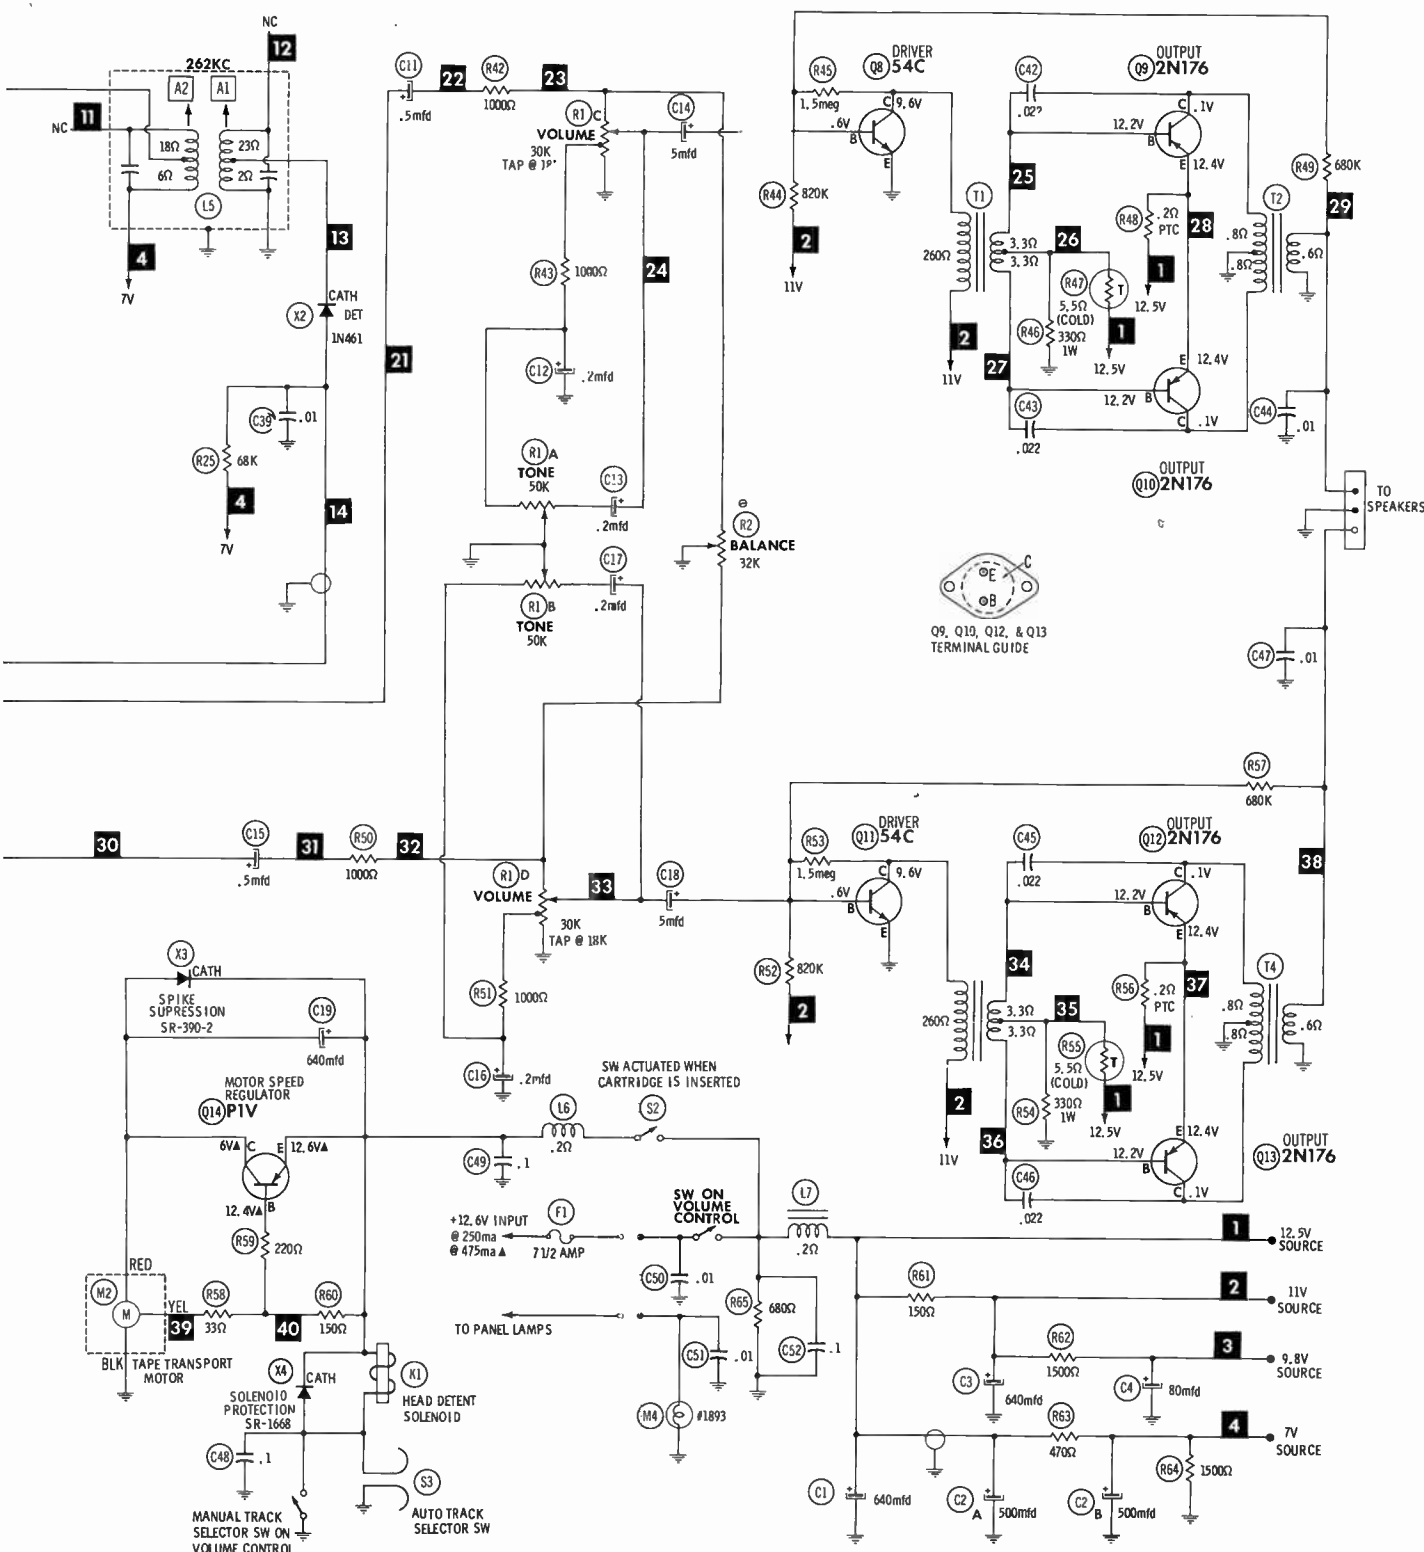 NC
12
262KC
A2
A1
11
NC
18Ω
23Ω
6Ω
2Ω
L5
4
7V
13
CATH
X2
DET
1N461
C39
.01
R25
68K
4
7V
14
C11
.5mfd
22
R42
1000Ω
23
R1 C
VOLUME
30K
C14
5mfd
R43
1000Ω
24
21
C12
.2mfd
R1 A
TONE
50K
C13
.2mfd
C17
.2mfd
R1 B
TONE
50K
R2
BALANCE
32K
DRIVER
Q8 54C
R45
1.5meg
C 9.6V
.6V
B
E
R44
820K
2
11V
T1
260Ω
2
11V
C42
OUTPUT
Q9 2N176
C .1V
12.2V
B
E
12.4V
25
26
3.3Ω
3.3Ω
R47
5.5Ω
(COLD)
T
R46
330Ω
1W
1
12.5V
27
R48
.2Ω
PTC
28
1
12.5V
T2
.8Ω
.8Ω
.6Ω
R49
680K
29
E
12.4V
12.2V
B
C .1V
C43
.022
OUTPUT
Q10 2N176
C44
.01
TO
SPEAKERS
E
C
B
Q9, Q10, Q12, & Q13
TERMINAL GUIDE
C47
.01
R57
680K
30
C15
.5mfd
31
R50
1000Ω
32
R1 D
VOLUME
33
30K
TAP @ 18K
C18
5mfd
R51
1000Ω
C16
.2mfd
DRIVER
Q11 54C
R53
1.5meg
C
9.6V
.6V
B
E
R52
820K
2
260Ω
2
11V
C45
.022
OUTPUT
Q12 2N176
C .1V
12.2V
B
E 12.4V
34
35
3.3Ω
3.3Ω
R55
5.5Ω
(COLD)
T
R54
330Ω
1W
1
12.5V
36
R56
.2Ω
PTC
37
1
12.5V
T4
.8Ω
.8Ω
.6Ω
38
E 12.4V
12.2V
B
C .1V
C46
.022
OUTPUT
Q13 2N176
X3
CATH
SPIKE
SUPRESSION
SR-390-2
C19
640mfd
MOTOR SPEED
REGULATOR
Q14 P1V
6V▲
C
E
12.6V▲
12.4V▲
B
R59
220Ω
RED
M2
M
YEL
39
R58
33Ω
40
R60
150Ω
BLK
TAPE TRANSPORT
MOTOR
X4
CATH
SOLENOID
PROTECTION
SR-1668
K1
HEAD DETENT
SOLENOID
C48
.1
S3
AUTO TRACK
SELECTOR SW
MANUAL TRACK
SELECTOR SW ON
VOLUME CONTROL
SW ACTUATED WHEN
CARTRIDGE IS INSERTED
L6
.2Ω
S2
C49
.1
+12.6V INPUT
@ 250ma
@ 475ma ▲
F1
7 1/2 AMP
SW ON
VOLUME
CONTROL
L7
.2Ω
C50
.01
TO PANEL LAMPS
C51
.01
R65
680Ω
C52
.1
M4
#1893
1
12.5V
SOURCE
R61
150Ω
2
11V
SOURCE
R62
1500Ω
3
9.8V
SOURCE
C3
640mfd
C4
80mfd
R63
470Ω
4
7V
SOURCE
R64
1500Ω
C1
640mfd
C2
A
500mfd
C2
B
500mfd